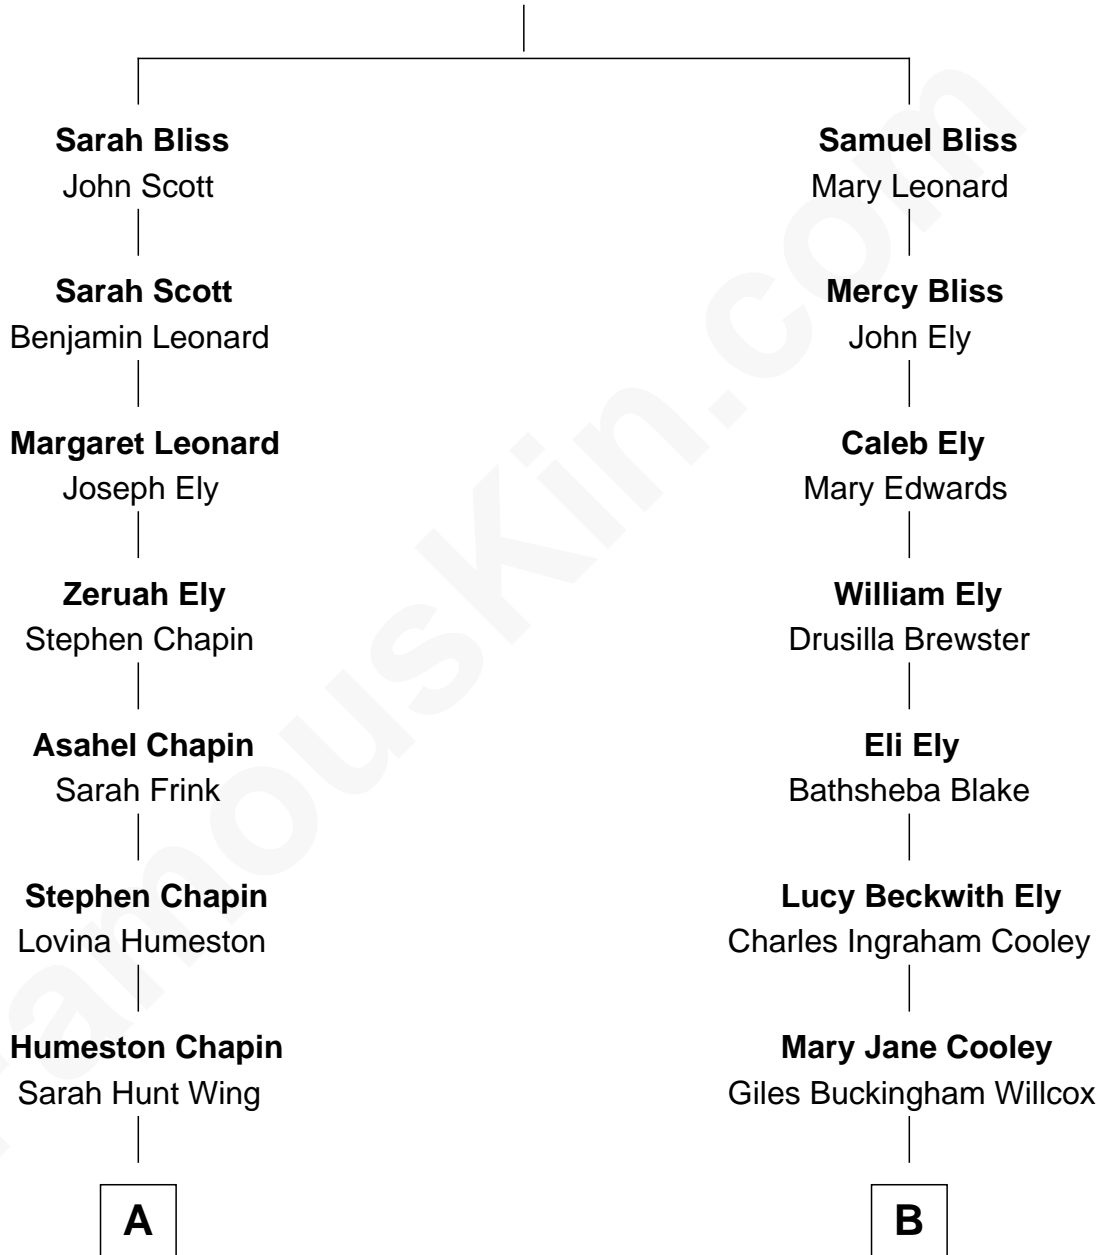 Sarah Bliss
John Scott
Sarah Scott
Benjamin Leonard
Margaret Leonard
Joseph Ely
Zeruah Ely
Stephen Chapin
Asahel Chapin
Sarah Frink
Stephen Chapin
Lovina Humeston
Humeston Chapin
Sarah Hunt Wing
A
Samuel Bliss
Mary Leonard
Mercy Bliss
John Ely
Caleb Ely
Mary Edwards
William Ely
Drusilla Brewster
Eli Ely
Bathsheba Blake
Lucy Beckwith Ely
Charles Ingraham Cooley
Mary Jane Cooley
Giles Buckingham Willcox
B
FamousKin.com